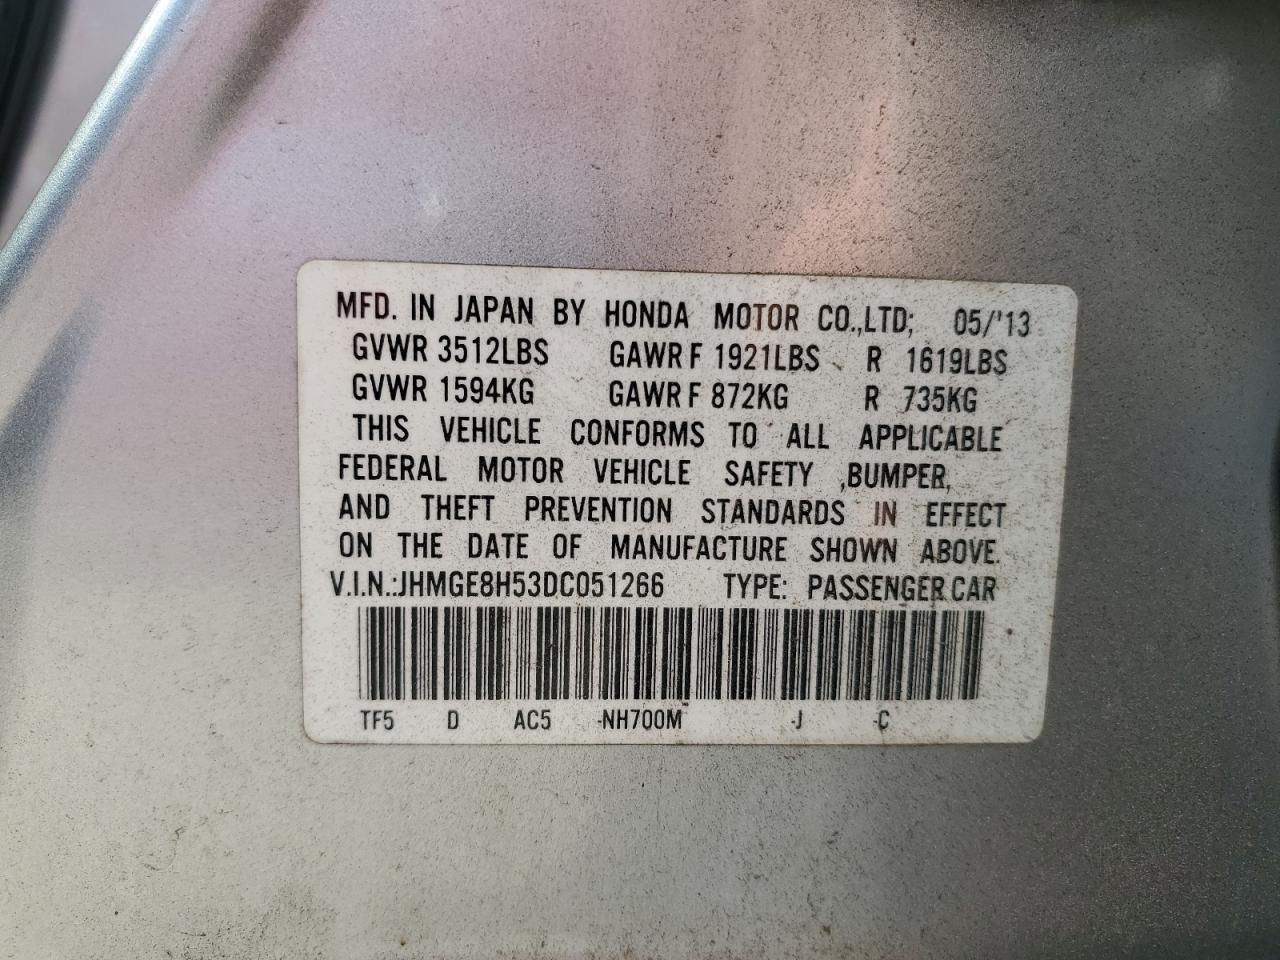 MFD. IN JAPAN BY HONDA MOTOR CO.,LTD; 05/'13
GVWR 3512LBS GAWR F 1921LBS R 1619LBS
GVWR 1594KG GAWR F 872KG R 735KG
THIS VEHICLE CONFORMS TO ALL APPLICABLE
FEDERAL MOTOR VEHICLE SAFETY ,BUMPER,
AND THEFT PREVENTION STANDARDS IN EFFECT
ON THE DATE OF MANUFACTURE SHOWN ABOVE.
V.I.N.:JHMGE8H53DC051266 TYPE: PASSENGER CAR
TF5 D AC5 -NH700M -J -C